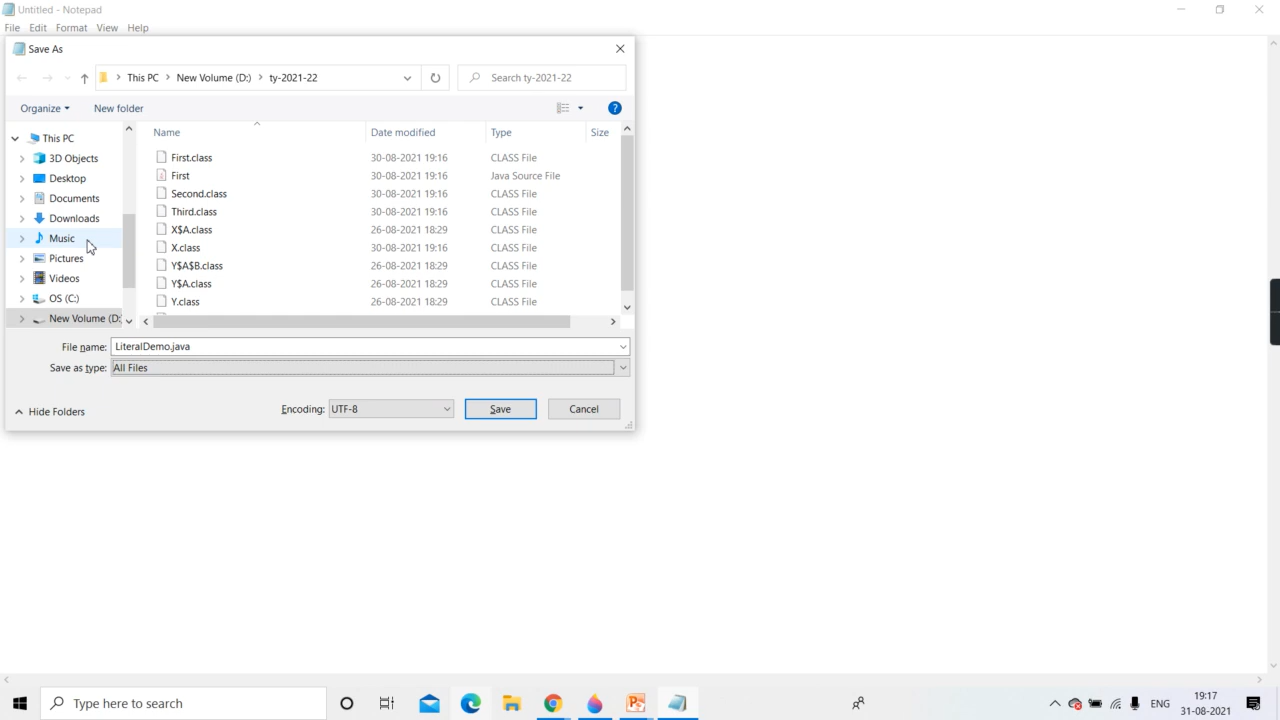 Untitled - Notepad
File Edit Format View Help
Save As
This PC New Volume (D:) ty-2021-22 Search ty-2021-22
Organize New folder
Name Date modified Type Size
This PC
3D Objects
Desktop
Documents
Downloads
Music
Pictures
Videos
OS (C:)
New Volume (D:
First.class 30-08-2021 19:16 CLASS File
First 30-08-2021 19:16 Java Source File
Second.class 30-08-2021 19:16 CLASS File
Third.class 30-08-2021 19:16 CLASS File
X$A.class 26-08-2021 18:29 CLASS File
X.class 30-08-2021 19:16 CLASS File
Y$A$B.class 26-08-2021 18:29 CLASS File
Y$A.class 26-08-2021 18:29 CLASS File
Y.class 26-08-2021 18:29 CLASS File
File name: LiteralDemo.java
Save as type: All Files
Hide Folders Encoding: UTF-8 Save Cancel
Type here to search
ENG
19:17
31-08-2021